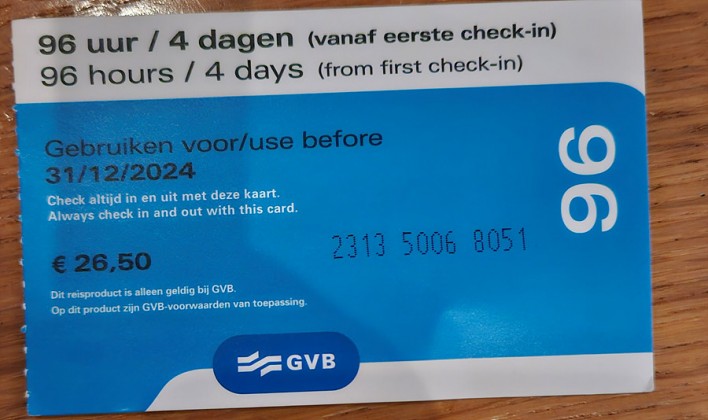 96 uur / 4 dagen (vanaf eerste check-in)
96 hours / 4 days (from first check-in)
Gebruiken voor/use before
31/12/2024
Check altijd in en uit met deze kaart.
Always check in and out with this card.
96
2313 5006 8051
€ 26,50
Dit reisproduct is alleen geldig bij GVB.
Op dit product zijn GVB-voorwaarden van toepassing.
GVB